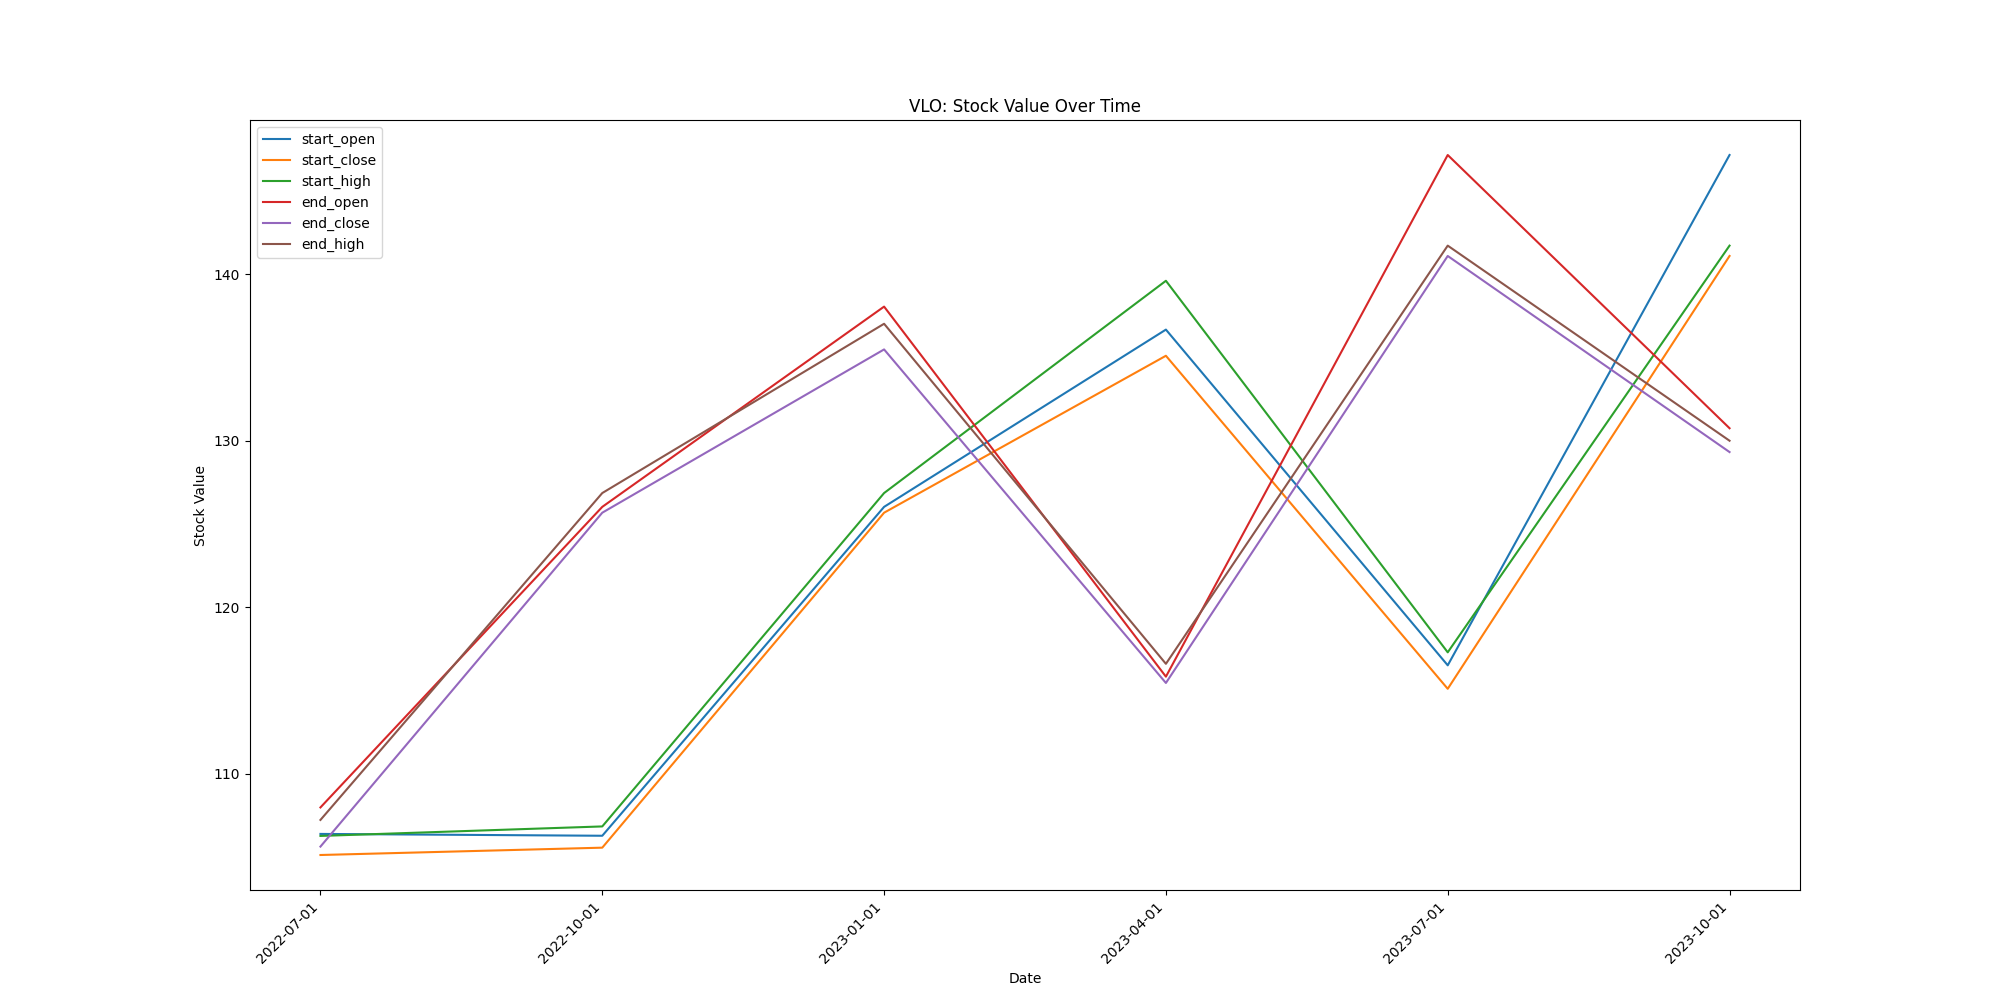 VLO: Stock Value Over Time
start_open
start_close
start_high
end_open
end_close
end_high
140
130
120
110
Stock Value
2022-07-01
2022-10-01
2023-01-01
2023-04-01
2023-07-01
2023-10-01
Date